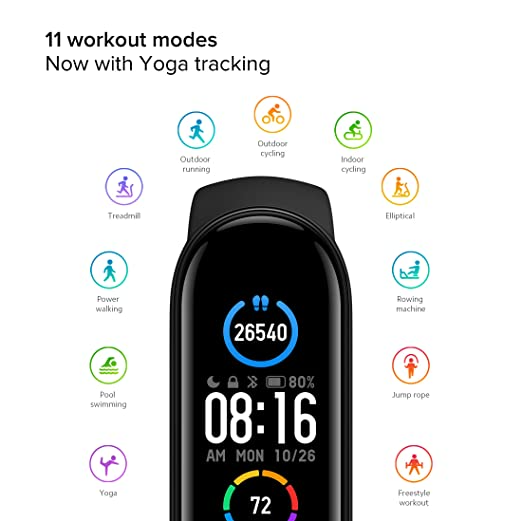 11 workout modes
Now with Yoga tracking
Outdoor
cycling
Outdoor
running
Indoor
cycling
Treadmill
Elliptical
Power
walking
Rowing
machine
Pool
swimming
Jump rope
Yoga
Freestyle
workout
26540
80%
08:16
AM MON 10/26
72